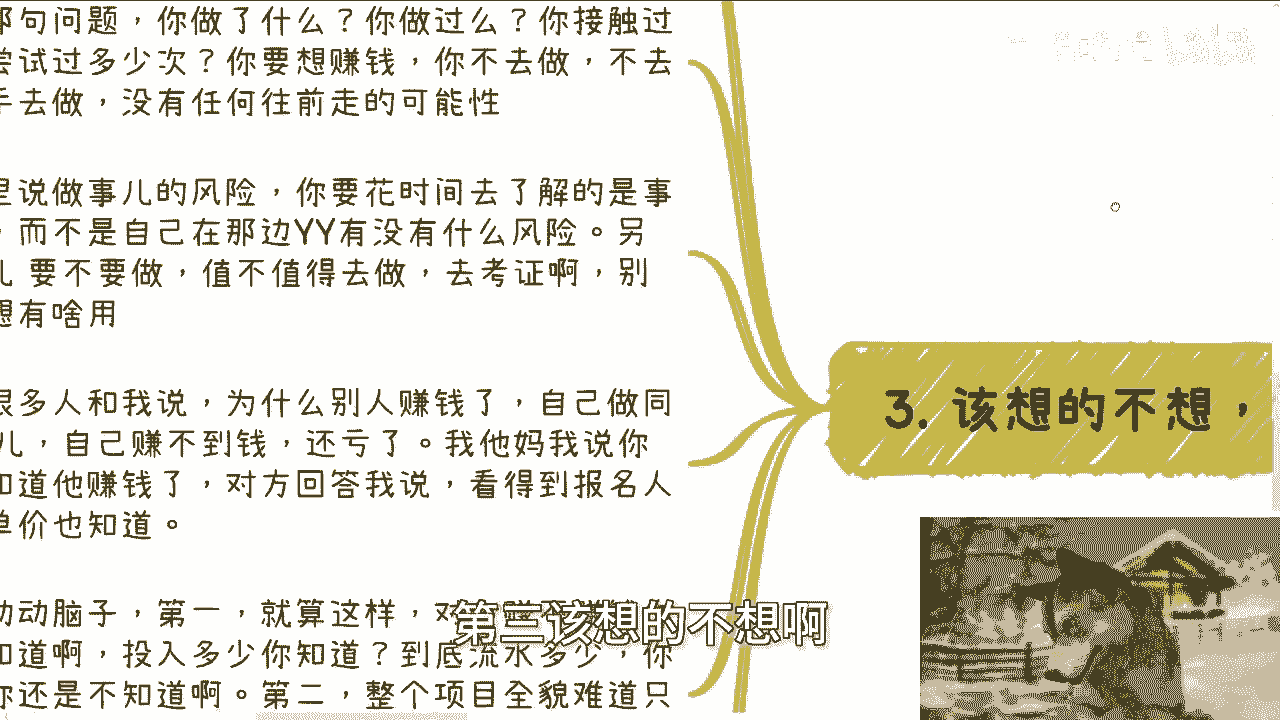 那句问题，你做了什么？你做过么？你接触过
尝试过多少次？你要想赚钱，你不去做，不去
手去做，没有任何往前走的可能性
里说做事儿的风险，你要花时间去了解的是事
，而不是自己在那边YY有没有什么风险。另
儿 要不要做，值不值得去做，去考证啊，别
想有啥用
很多人和我说，为什么别人赚钱了，自己做同
儿，自己赚不到钱，还亏了。我他妈我说你
知道他赚钱了，对方回答我说，看得到报名人
单价也知道。
动动脑子，第一，就算这样，对
知道啊，投入多少你知道？到底流水多少，你
你还是不知道啊。第二，整个项目全貌难道只
3. 该想的不想，
第三该想的不想啊